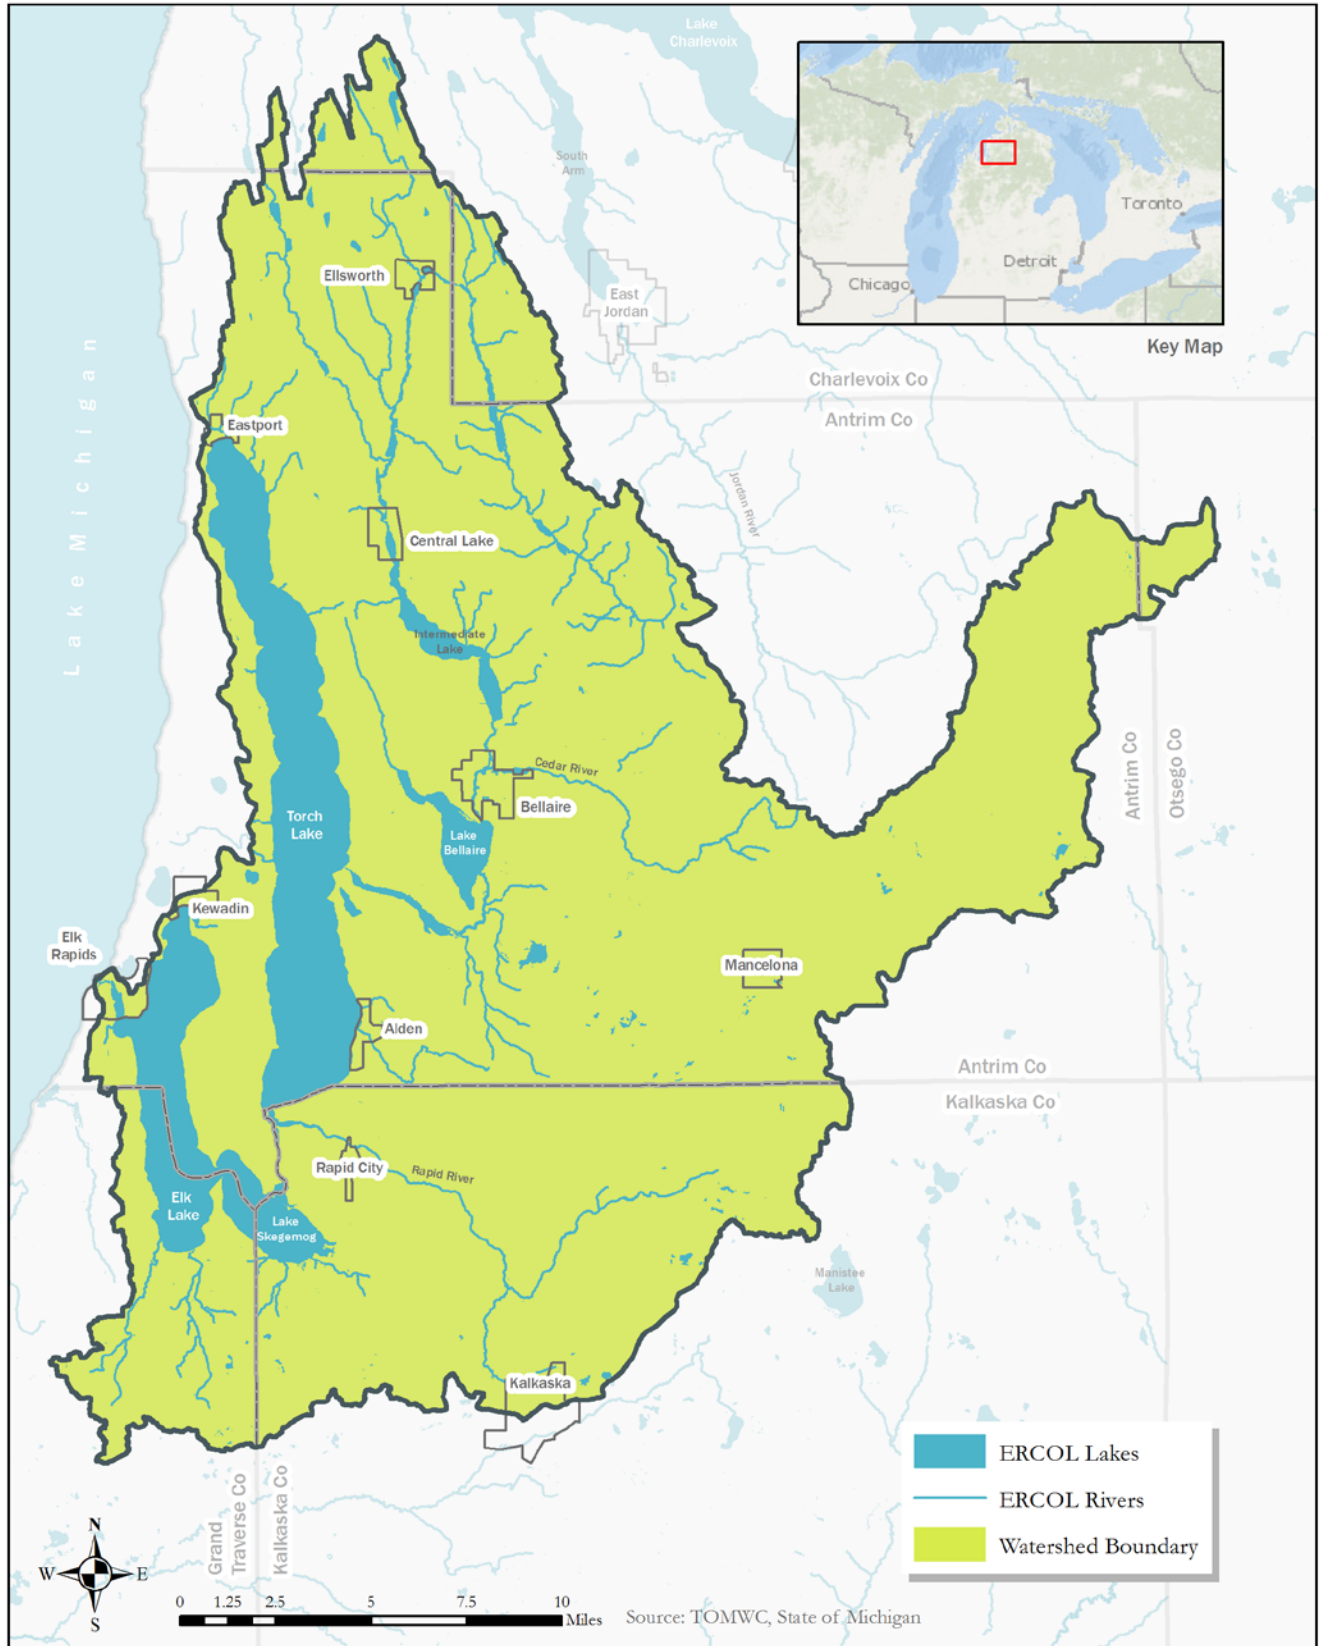 Lake
Charlevoix
South
Arm
Toronto
Detroit
Chicago
Key Map
Ellsworth
East
Jordan
Lake Michigan
Charlevoix Co
Antrim Co
Eastport
Jordan River
Central Lake
Intermediate
Lake
Cedar River
Bellaire
Antrim Co
Otsego Co
Torch
Lake
Lake
Bellaire
Kewadin
Elk
Rapids
Mancelona
Alden
Antrim Co
Kalkaska Co
Rapid City
Rapid River
Elk
Lake
Lake
Skegemog
Manistee
Lake
Kalkaska
Grand
Traverse Co
Kalkaska Co
ERCOL Lakes
ERCOL Rivers
Watershed Boundary
N
W
E
S
0 1.25 2.5 5 7.5 10
Miles
Source: TOMWC, State of Michigan